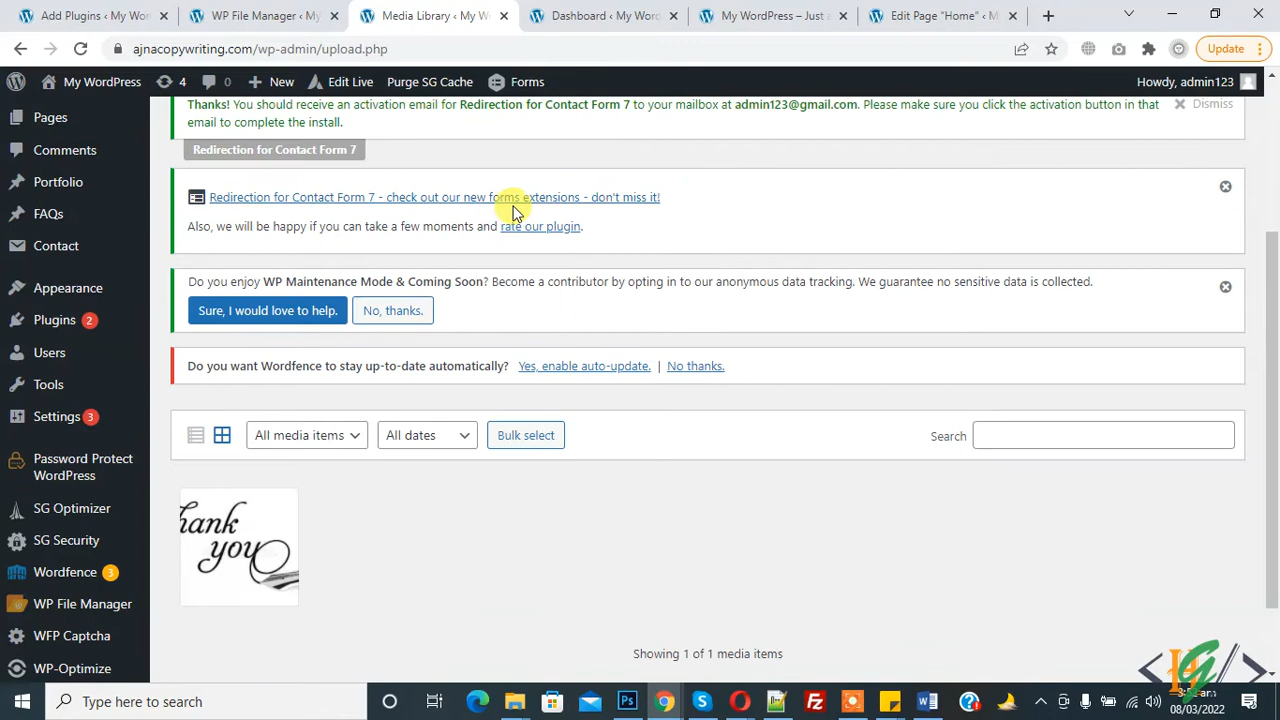 Add Plugins ‹ My Wor
WP File Manager ‹ My
Media Library ‹ My W
Dashboard ‹ My Wor
My WordPress – Just a
Edit Page "Home" ‹ M
ajnacopywriting.com/wp-admin/upload.php
Update
My WordPress 4 0 New Edit Live Purge SG Cache Forms
Howdy, admin123
Pages
Comments
Portfolio
FAQs
Contact
Appearance
Plugins 2
Users
Tools
Settings 3
Password Protect
WordPress
SG Optimizer
SG Security
Wordfence 3
WP File Manager
WFP Captcha
WP-Optimize
Thanks! You should receive an activation email for Redirection for Contact Form 7 to your mailbox at admin123@gmail.com. Please make sure you click the activation button in that
email to complete the install.
Dismiss
Redirection for Contact Form 7
Redirection for Contact Form 7 - check out our new forms extensions - don't miss it!
Also, we will be happy if you can take a few moments and rate our plugin.
Do you enjoy WP Maintenance Mode & Coming Soon? Become a contributor by opting in to our anonymous data tracking. We guarantee no sensitive data is collected.
Sure, I would love to help. No, thanks.
Do you want Wordfence to stay up-to-date automatically? Yes, enable auto-update. | No thanks.
All media items All dates Bulk select
Search
hank
you
Showing 1 of 1 media items
Type here to search
08/03/2022